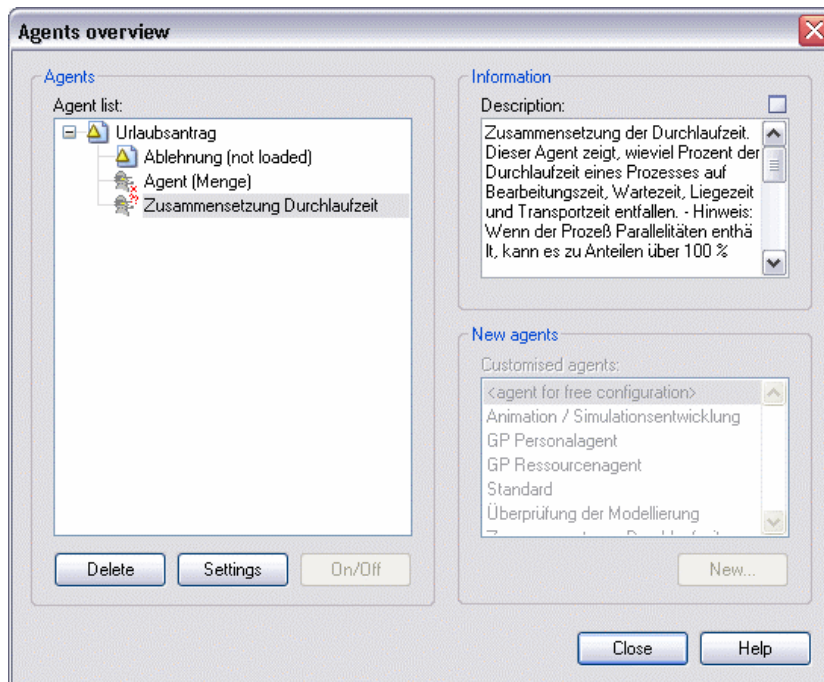 Agents overview
Agents
Agent list:
Urlaubsantrag
Ablehnung (not loaded)
Agent (Menge)
Zusammensetzung Durchlaufzeit
Delete
Settings
On/Off
Information
Description:
Zusammensetzung der Durchlaufzeit.
Dieser Agent zeigt, wieviel Prozent der
Durchlaufzeit eines Prozesses auf
Bearbeitungszeit, Wartezeit, Liegezeit
und Transportzeit entfallen. - Hinweis:
Wenn der Prozeß Parallelitäten enthä
lt, kann es zu Anteilen über 100 %
New agents
Customised agents:
<agent for free configuration>
Animation / Simulationsentwicklung
GP Personalagent
GP Ressourcenagent
Standard
Überprüfung der Modellierung
New...
Close
Help